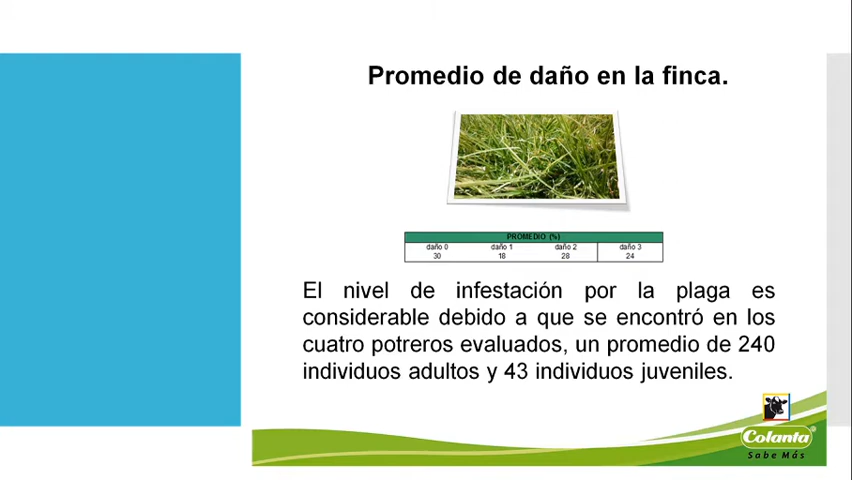 Promedio de daño en la finca.
PROMEDIO (%)
daño 0 daño 1 daño 2 daño 3
30 18 28 24
El nivel de infestación por la plaga es
considerable debido a que se encontró en los
cuatro potreros evaluados, un promedio de 240
individuos adultos y 43 individuos juveniles.
Colanta®
Sabe Más